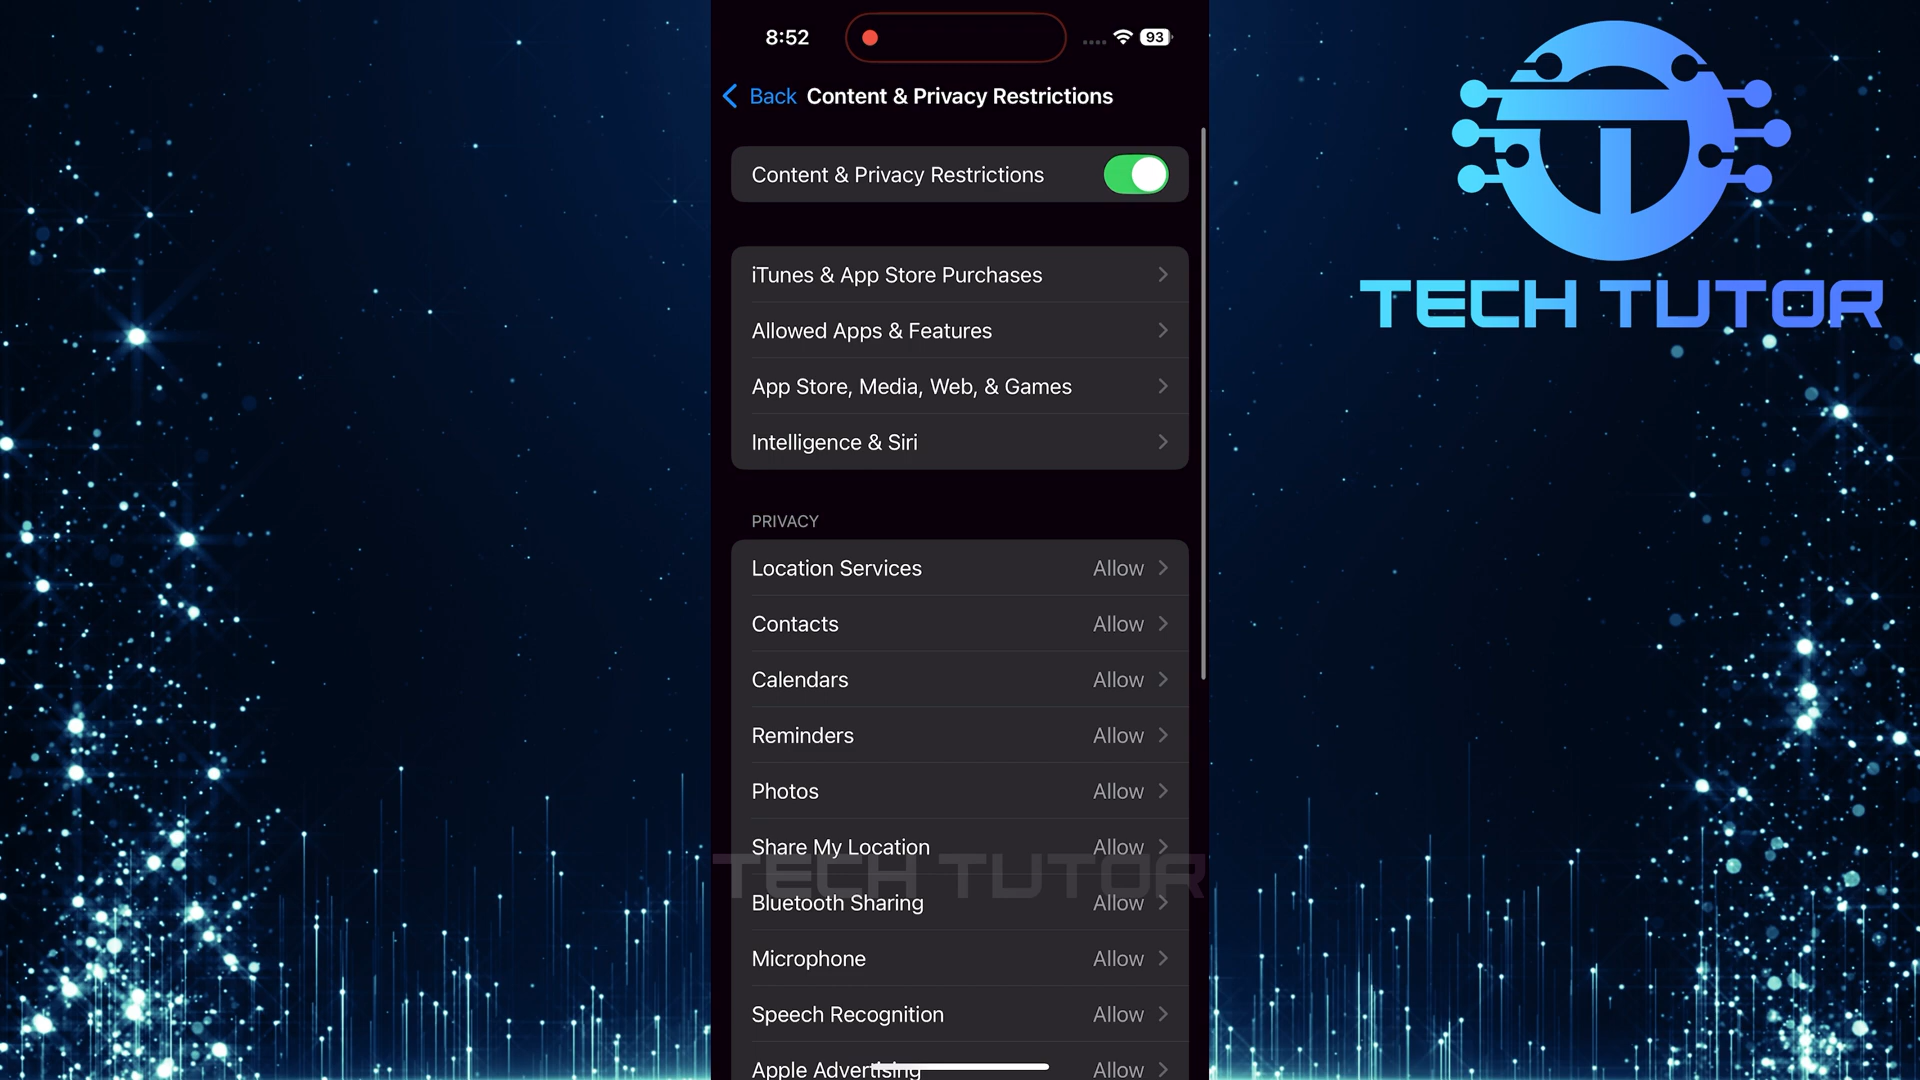 8:52
93
Back Content & Privacy Restrictions
Content & Privacy Restrictions
iTunes & App Store Purchases
Allowed Apps & Features
App Store, Media, Web, & Games
Intelligence & Siri
PRIVACY
Location Services Allow
Contacts Allow
Calendars Allow
Reminders Allow
Photos Allow
Share My Location Allow
TECH TUTOR
Bluetooth Sharing Allow
Microphone Allow
Speech Recognition Allow
Apple Advertising Allow
TECH TUTOR